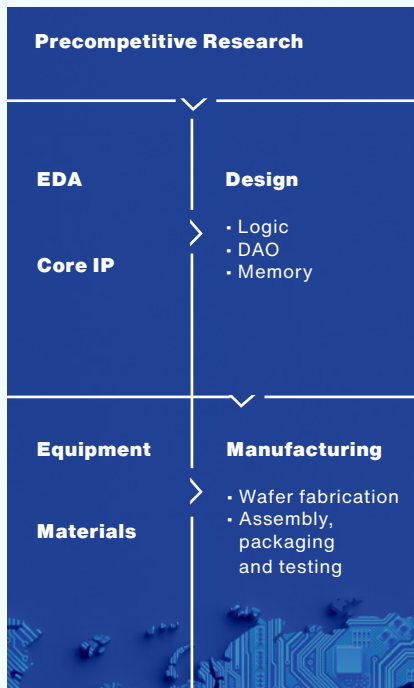 Precompetitive Research
EDA
Core IP
Design
▪ Logic
▪ DAO
▪ Memory
Equipment
Materials
Manufacturing
▪ Wafer fabrication
▪ Assembly,
packaging
and testing